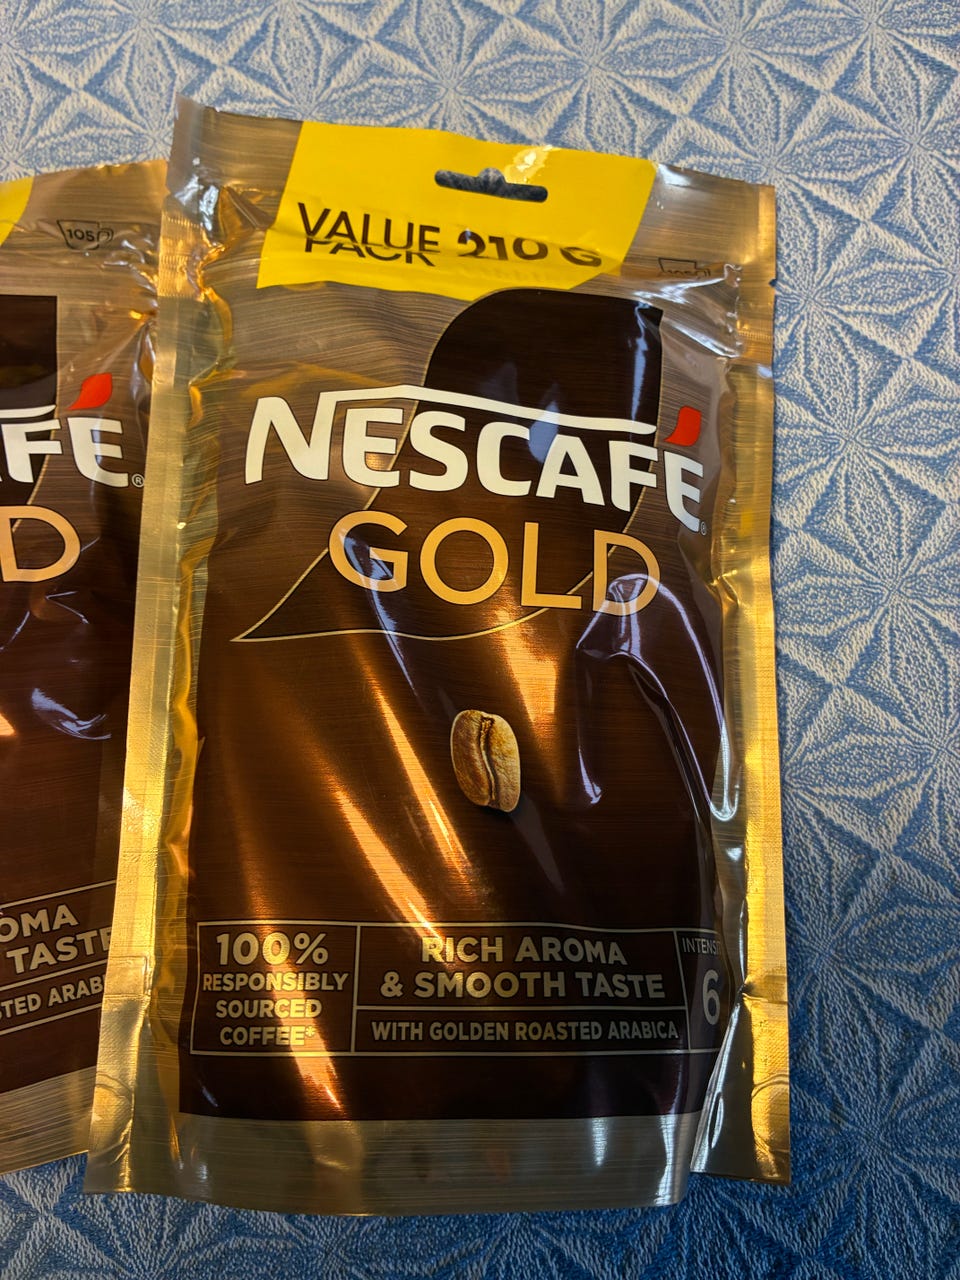 VALUE
PACK 210 G
NESCAFÉ®
GOLD
100%
RESPONSIBLY
SOURCED
COFFEE*
RICH AROMA
& SMOOTH TASTE
WITH GOLDEN ROASTED ARABICA
6
105